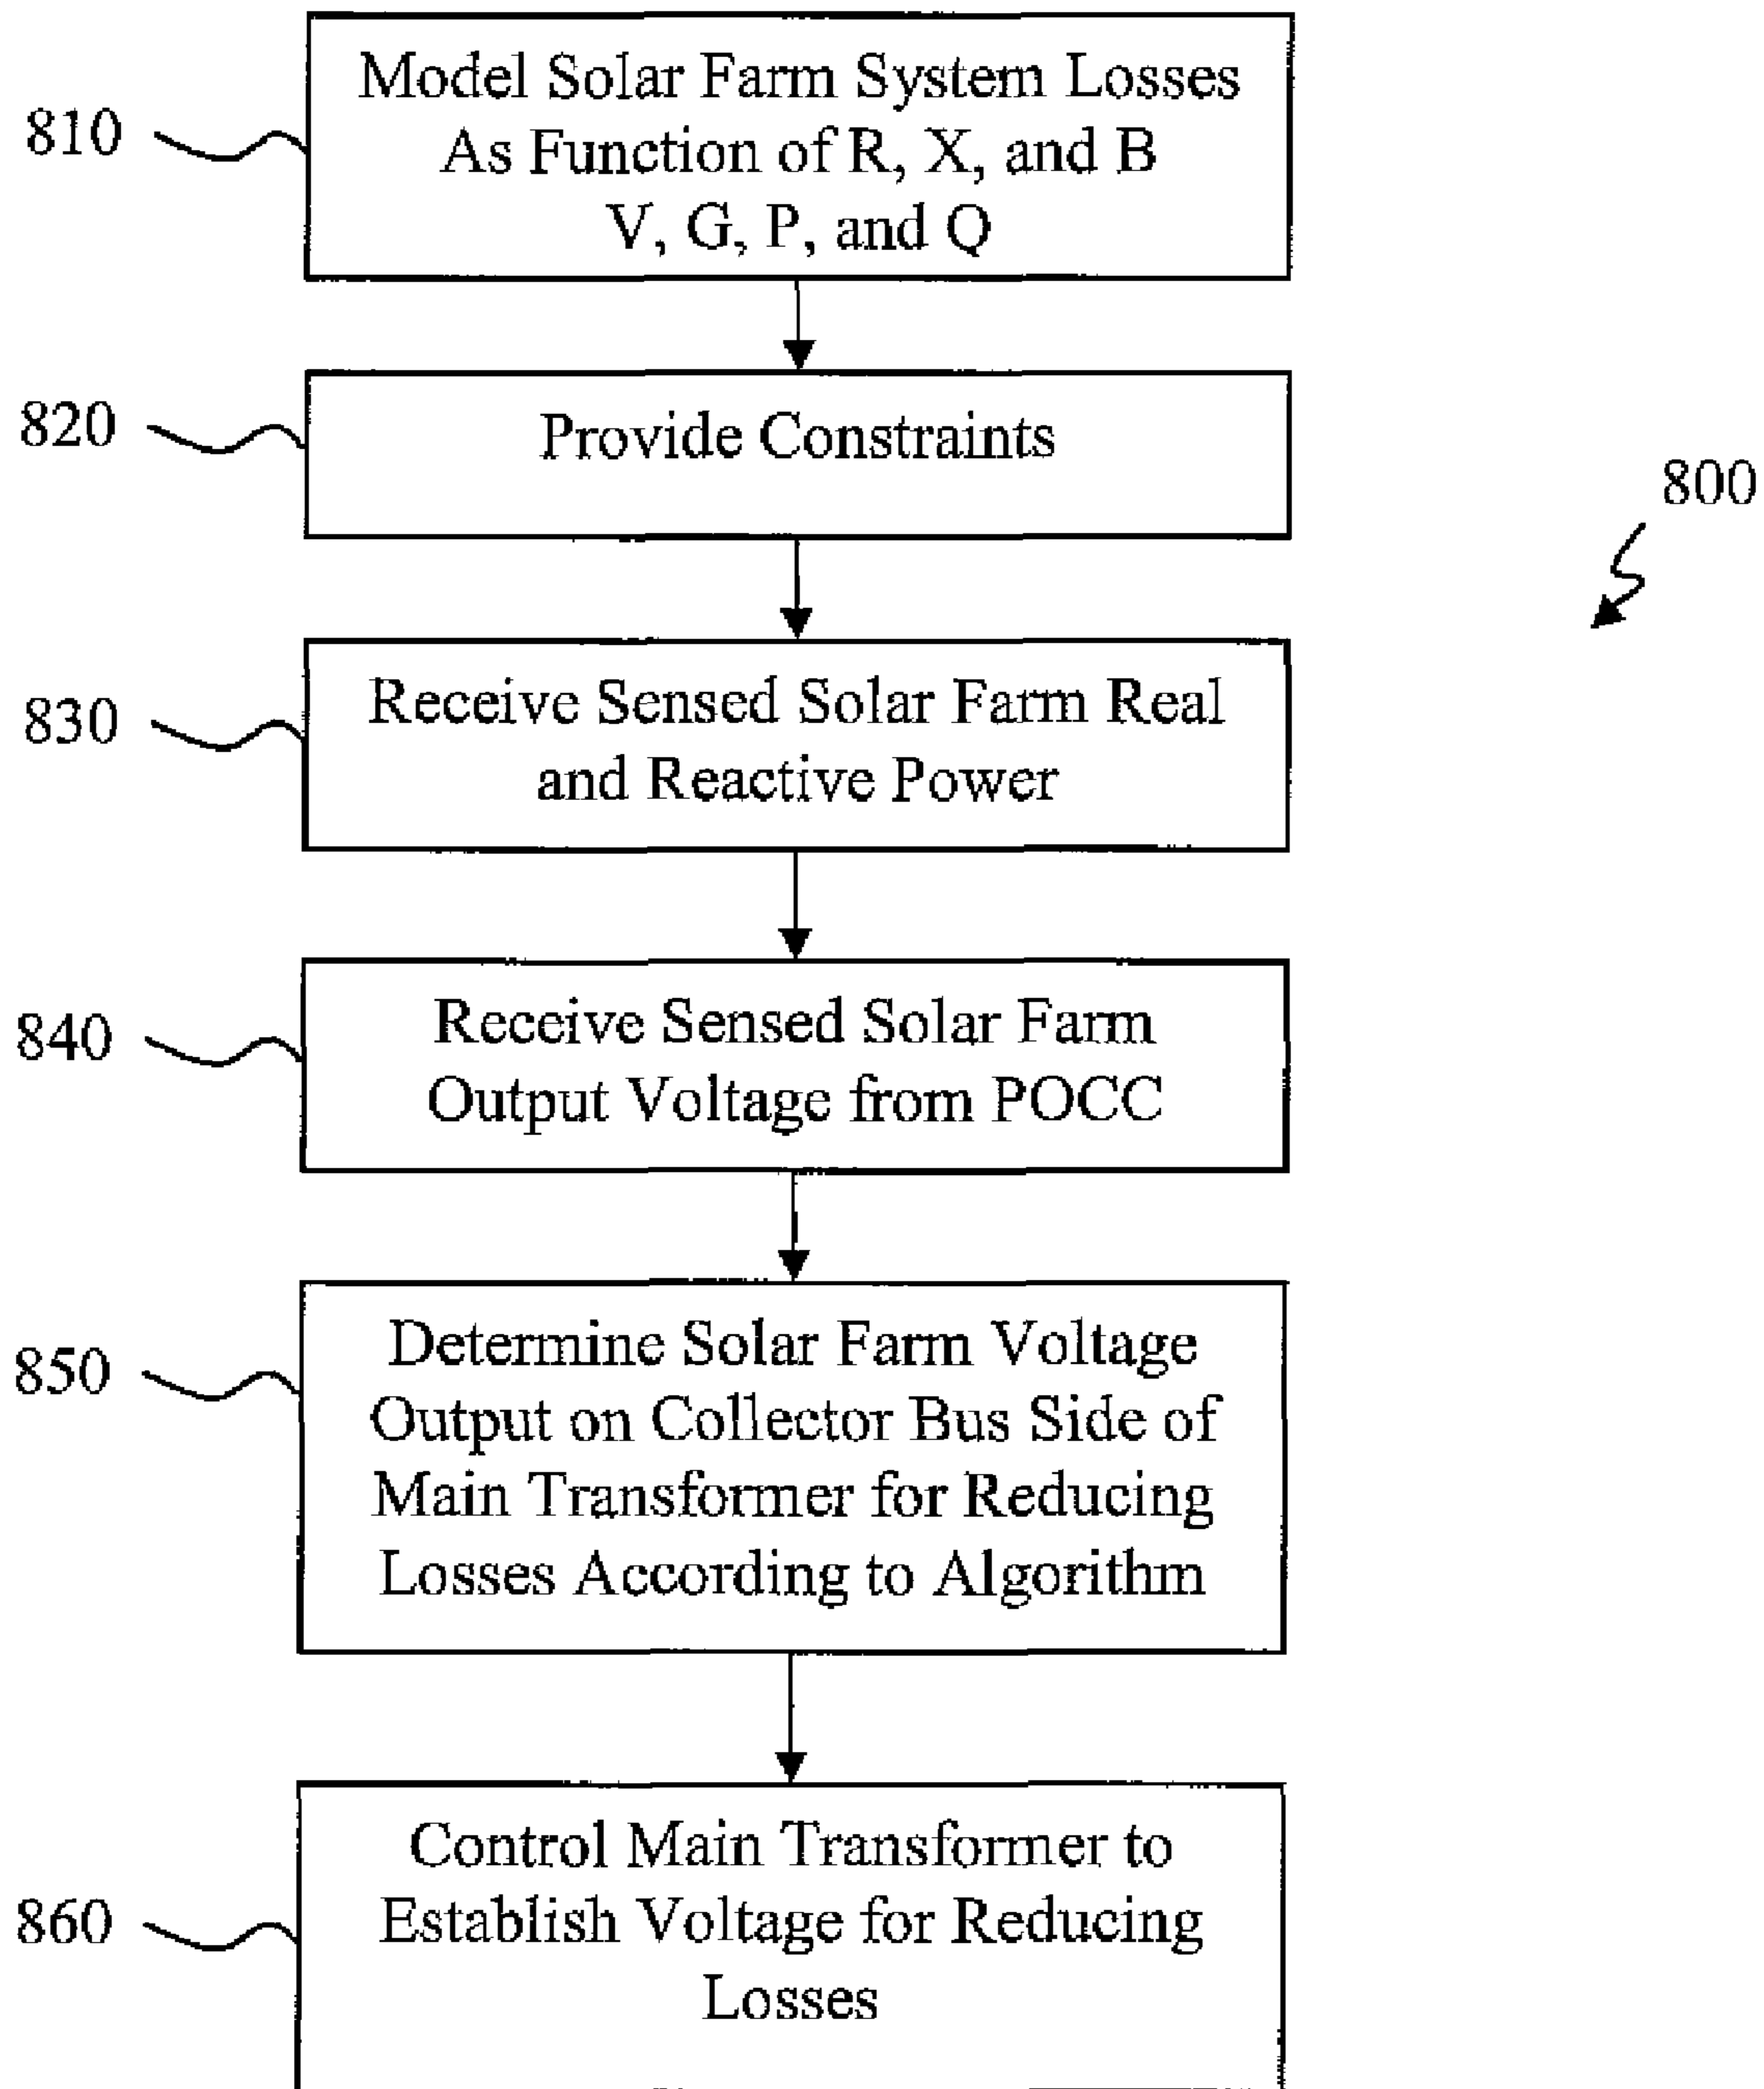 810
Model Solar Farm System Losses
As Function of R, X, and B
V, G, P, and Q
820
Provide Constraints
800
830
Receive Sensed Solar Farm Real
and Reactive Power
840
Receive Sensed Solar Farm
Output Voltage from POCC
850
Determine Solar Farm Voltage
Output on Collector Bus Side of
Main Transformer for Reducing
Losses According to Algorithm
860
Control Main Transformer to
Establish Voltage for Reducing
Losses